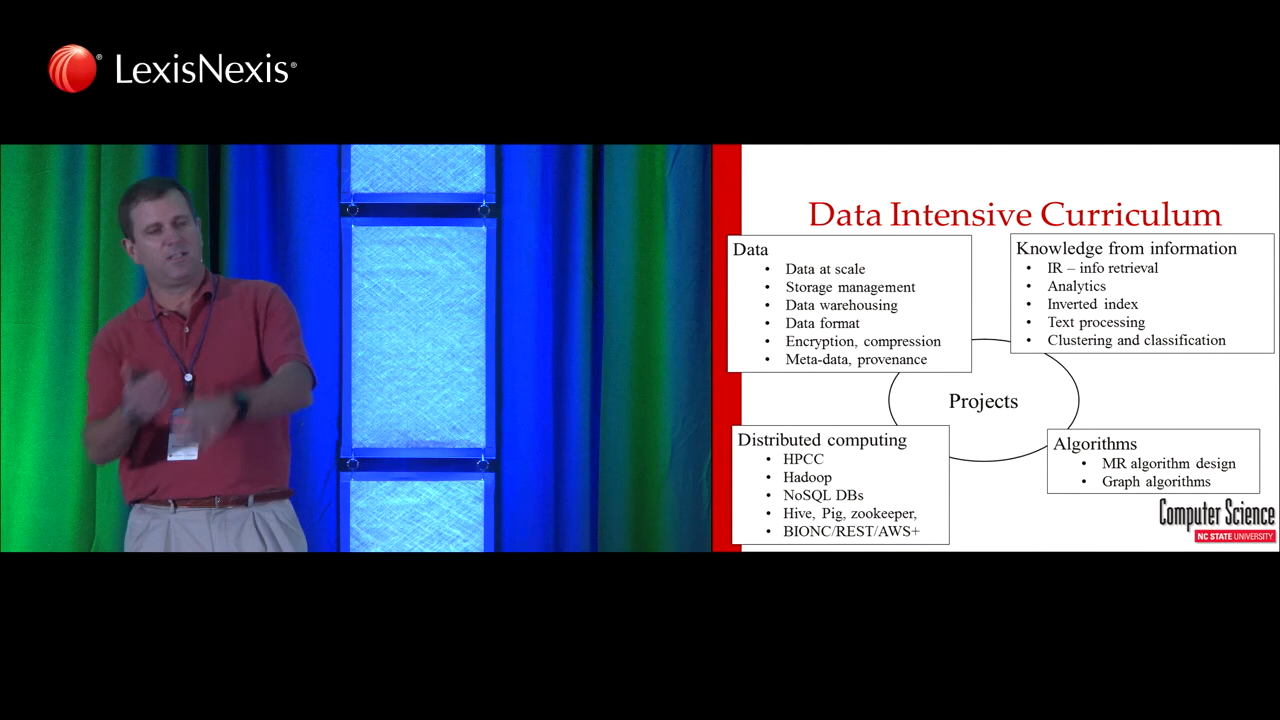 LexisNexis®
Data Intensive Curriculum
Data
• Data at scale
• Storage management
• Data warehousing
• Data format
• Encryption, compression
• Meta-data, provenance
Knowledge from information
• IR – info retrieval
• Analytics
• Inverted index
• Text processing
• Clustering and classification
Projects
Distributed computing
• HPCC
• Hadoop
• NoSQL DBs
• Hive, Pig, zookeeper,
• BIONC/REST/AWS+
Algorithms
• MR algorithm design
• Graph algorithms
Computer Science
NC STATE UNIVERSITY